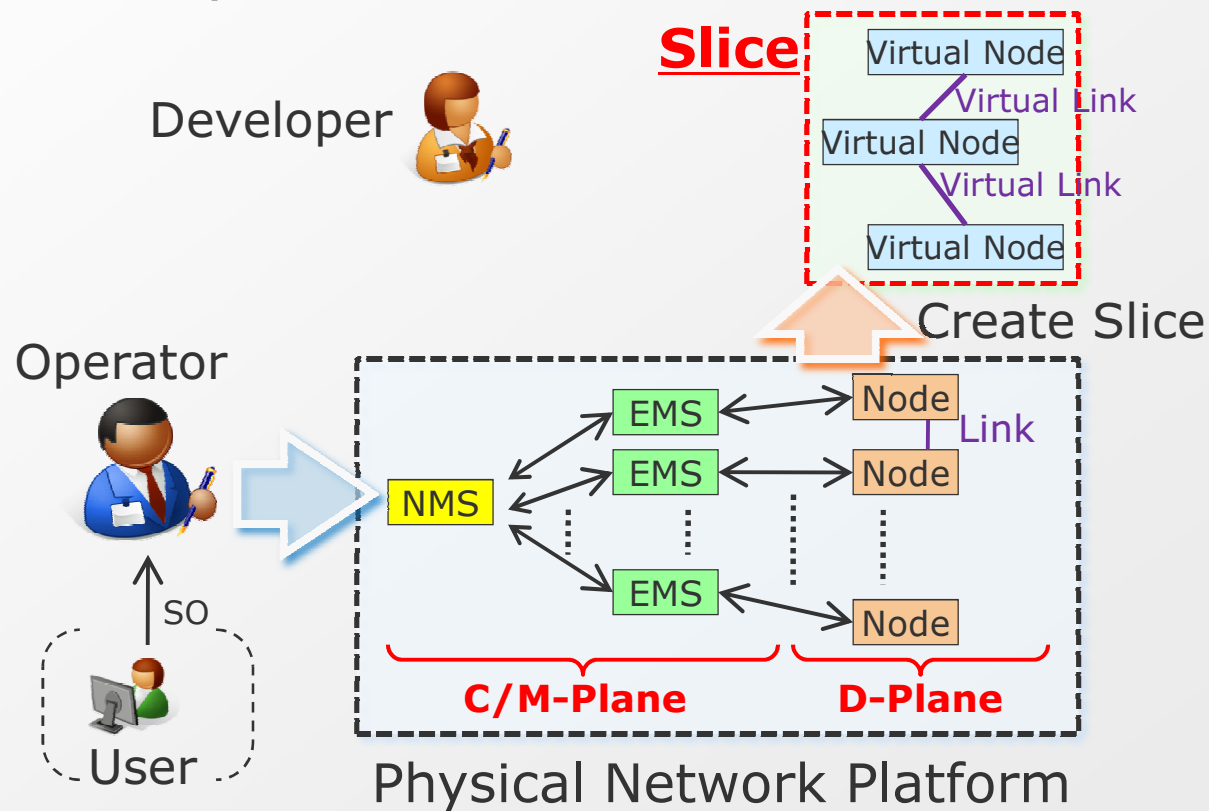 Slice
Virtual Node
Virtual Link
Developer
Virtual Node
Virtual Link
Virtual Node
Create Slice
Operator
Node
EMS
Link
EMS
Node
NMS
EMS
Node
SO
C/M-Plane
D-Plane
User
Physical Network Platform